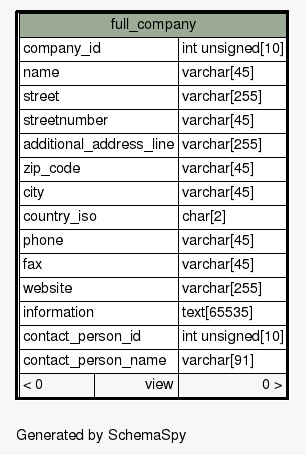 full_company
company_id int unsigned[10]
name varchar[45]
street varchar[255]
streetnumber varchar[45]
additional_address_line varchar[255]
zip_code varchar[45]
city varchar[45]
country_iso char[2]
phone varchar[45]
fax varchar[45]
website varchar[255]
information text[65535]
contact_person_id int unsigned[10]
contact_person_name varchar[91]
< 0 view 0 >
Generated by SchemaSpy